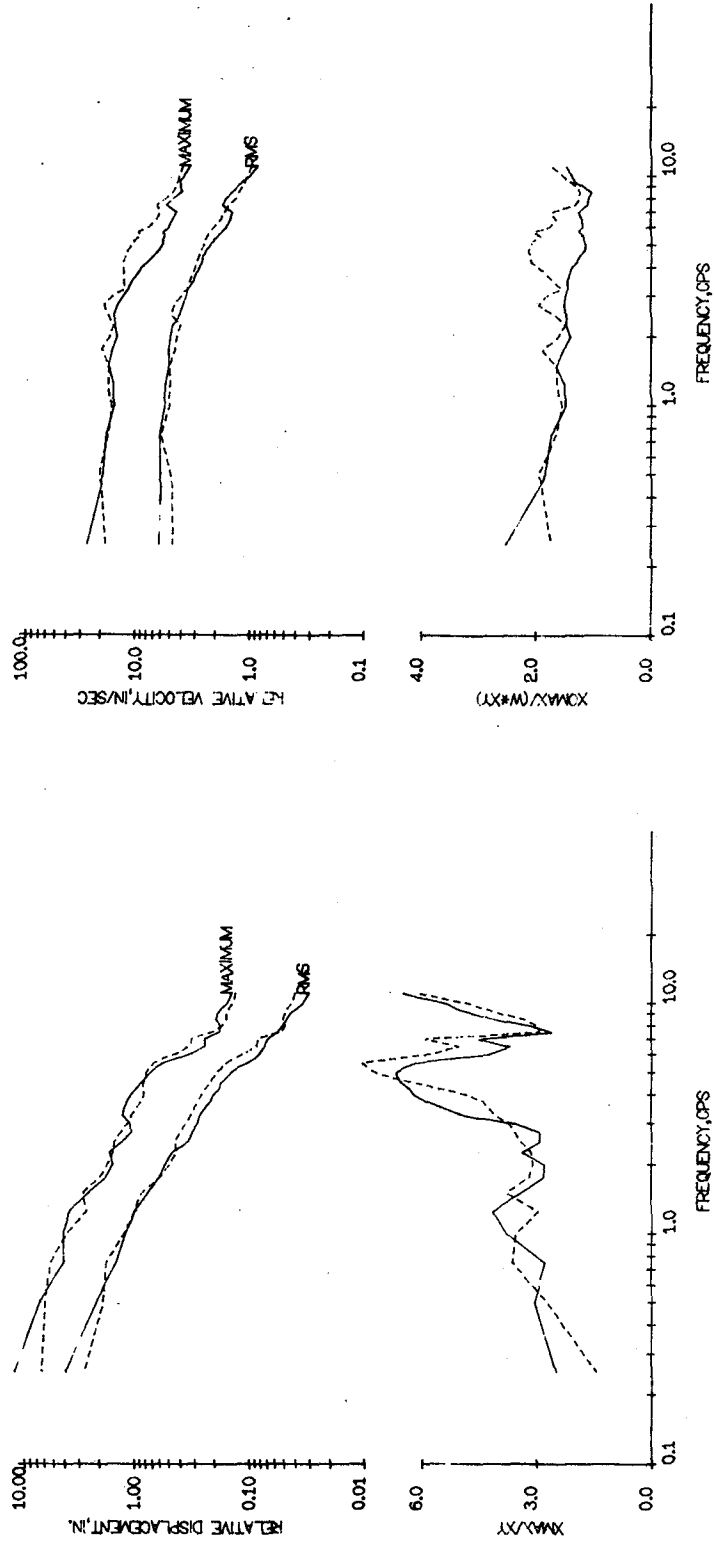 100.0
10.0
1.0
0.1
MAXIMUM
RMS
4.0
2.0
0.0
XOMAX/(W*XY)
0.1
1.0
10.0
FREQUENCY,CPS
RELATIVE VELOCITY,IN/SEC
10.00
1.00
0.10
0.01
RELATIVE DISPLACEMENT,IN.
MAXIMUM
RMS
6.0
3.0
0.0
XMAX/XY
0.1
1.0
10.0
FREQUENCY,CPS